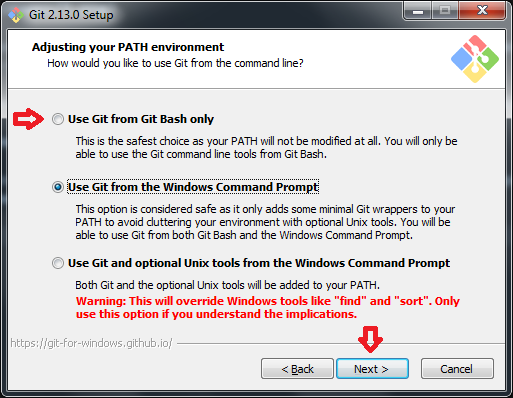 Git 2.13.0 Setup
Adjusting your PATH environment
How would you like to use Git from the command line?
Use Git from Git Bash only
This is the safest choice as your PATH will not be modified at all. You will only be
able to use the Git command line tools from Git Bash.
Use Git from the Windows Command Prompt
This option is considered safe as it only adds some minimal Git wrappers to your
PATH to avoid cluttering your environment with optional Unix tools. You will be
able to use Git from both Git Bash and the Windows Command Prompt.
Use Git and optional Unix tools from the Windows Command Prompt
Both Git and the optional Unix tools will be added to your PATH.
Warning: This will override Windows tools like "find" and "sort". Only
use this option if you understand the implications.
https://git-for-windows.github.io/
< Back
Next >
Cancel